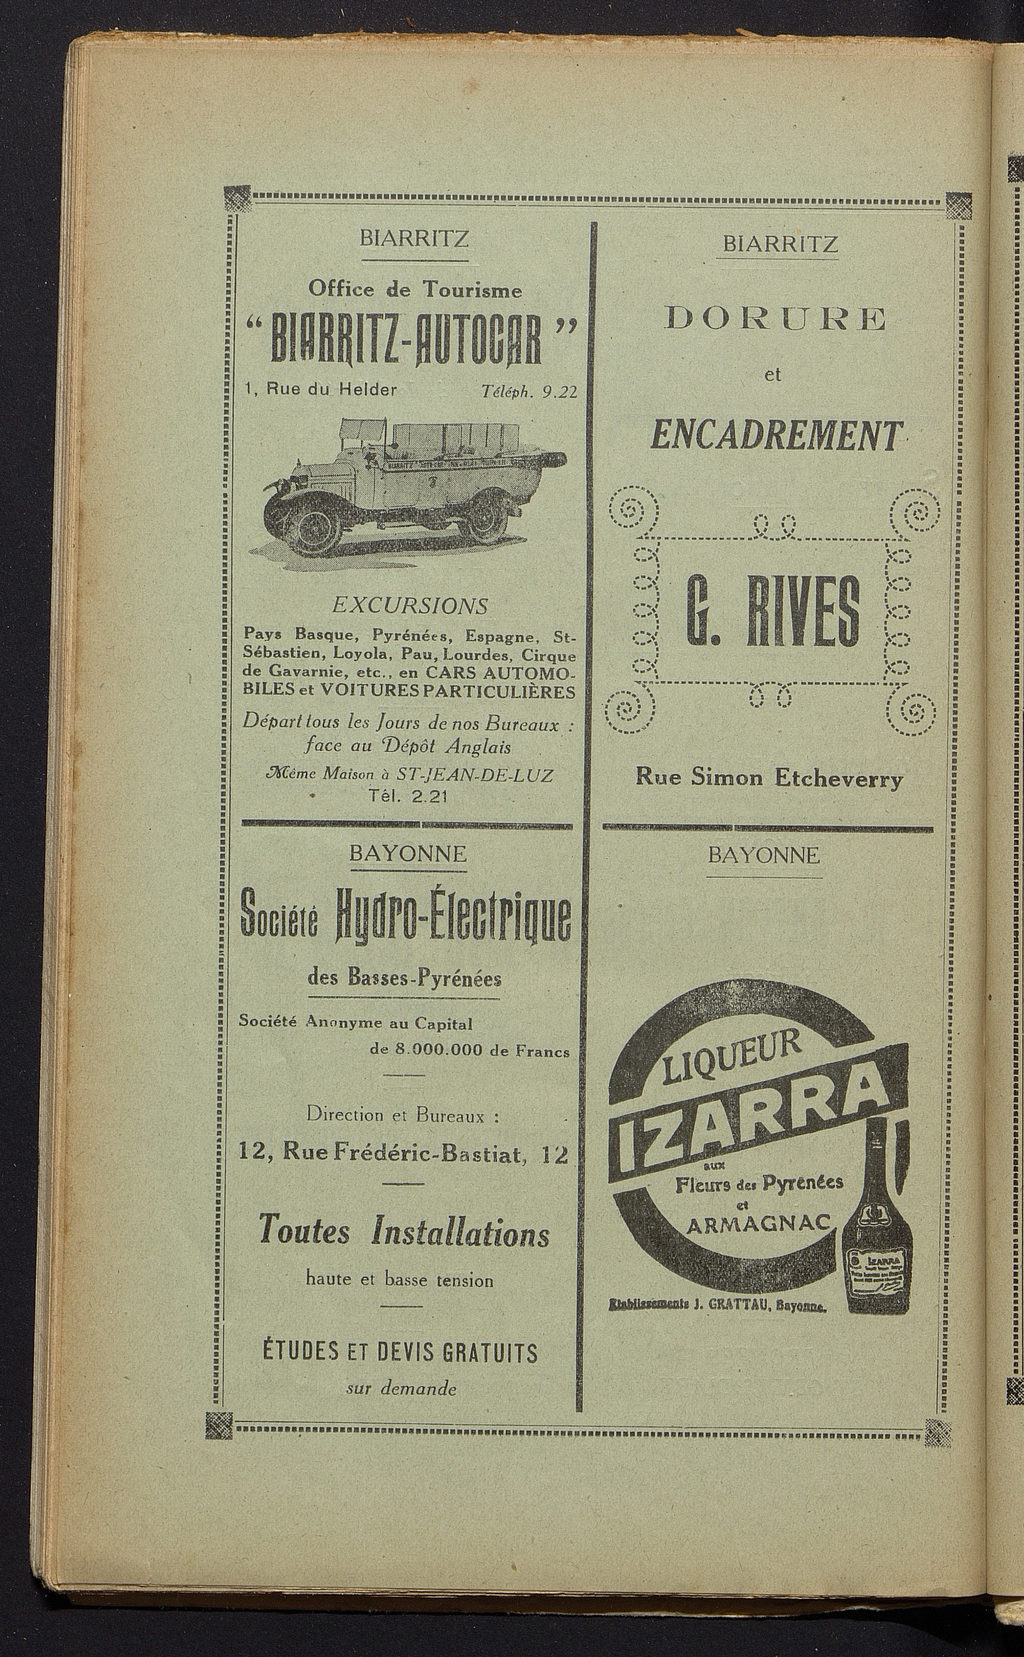 BIARRITZ
Office de Tourisme
“ BIARRITZ-AUTOCAR ”
1, Rue du Helder Téléph. 9.22
EXCURSIONS
Pays Basque, Pyrénées, Espagne, St-
Sébastien, Loyola, Pau, Lourdes, Cirque
de Gavarnie, etc., en CARS AUTOMO-
BILES et VOITURES PARTICULIÈRES
Départ tous les Jours de nos Bureaux :
face au Dépôt Anglais
Même Maison à ST-JEAN-DE-LUZ
Tél. 2.21
BAYONNE
Société Hydro-Électrique
des Basses-Pyrénées
Société Anonyme au Capital
de 8.000.000 de Francs
Direction et Bureaux :
12, Rue Frédéric-Bastiat, 12
Toutes Installations
haute et basse tension
ÉTUDES ET DEVIS GRATUITS
sur demande
BIARRITZ
DORURE
et
ENCADREMENT
G. RIVES
Rue Simon Etcheverry
BAYONNE
LIQUEUR
IZARRA
aux
Fleurs des Pyrénées
et
ARMAGNAC
IZARRA
Etablissements J. GRATTAU, Bayonne.